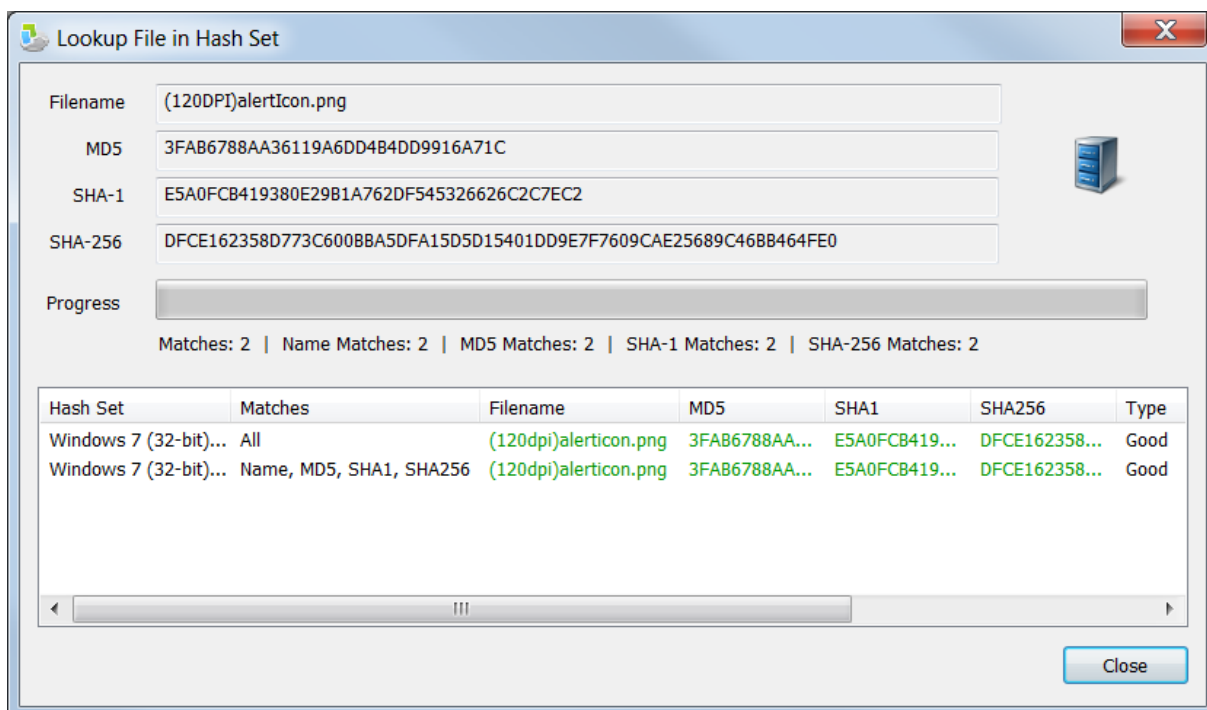 Lookup File in Hash Set
X
Filename (120DPI)alertIcon.png
MD5 3FAB6788AA36119A6DD4B4DD9916A71C
SHA-1 E5A0FCB419380E29B1A762DF545326626C2C7EC2
SHA-256 DFCE162358D773C600BBA5DFA15D5D15401DD9E7F7609CAE25689C46BB464FE0
Progress
Matches: 2 | Name Matches: 2 | MD5 Matches: 2 | SHA-1 Matches: 2 | SHA-256 Matches: 2
Hash Set Matches Filename MD5 SHA1 SHA256 Type
Windows 7 (32-bit)... All (120dpi)alerticon.png 3FAB6788AA... E5A0FCB419... DFCE162358... Good
Windows 7 (32-bit)... Name, MD5, SHA1, SHA256 (120dpi)alerticon.png 3FAB6788AA... E5A0FCB419... DFCE162358... Good
Close